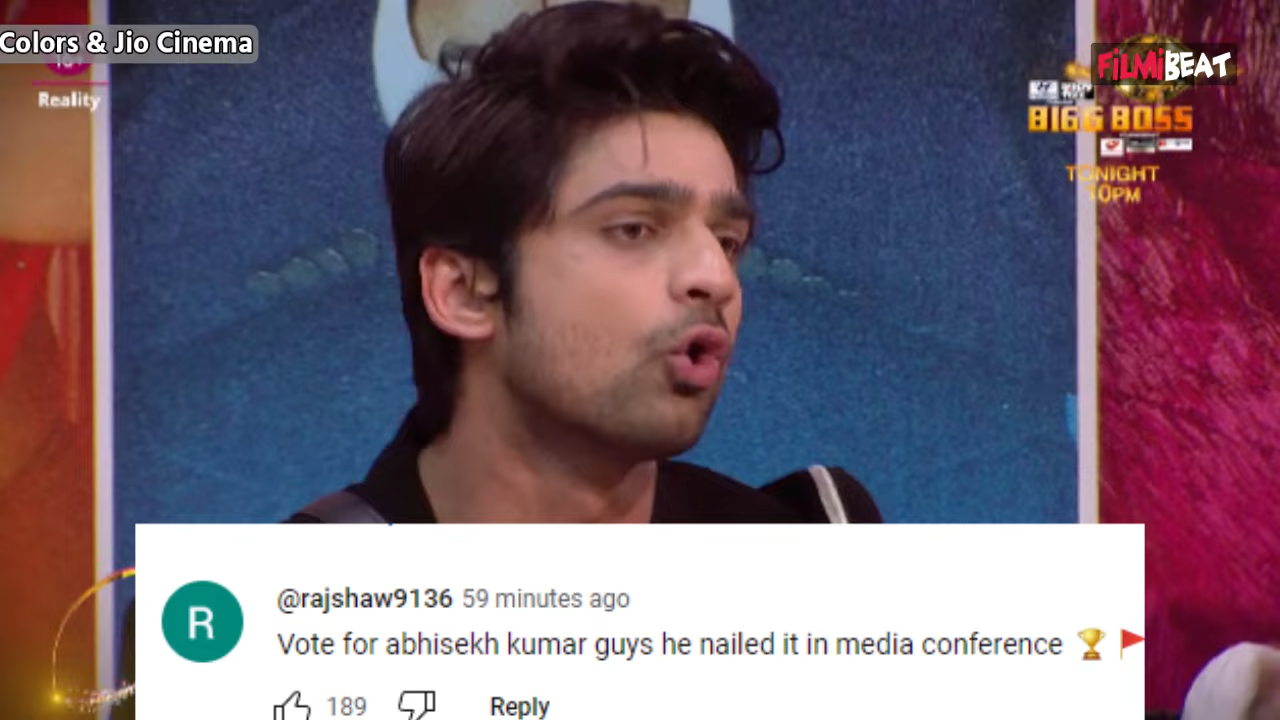 Colors & Jio Cinema
Reality
FiLMiBEAT
BIGG BOSS
TONIGHT
10PM
R
@rajshaw9136 59 minutes ago
Vote for abhisekh kumar guys he nailed it in media conference 🏆 🚩
189
Reply